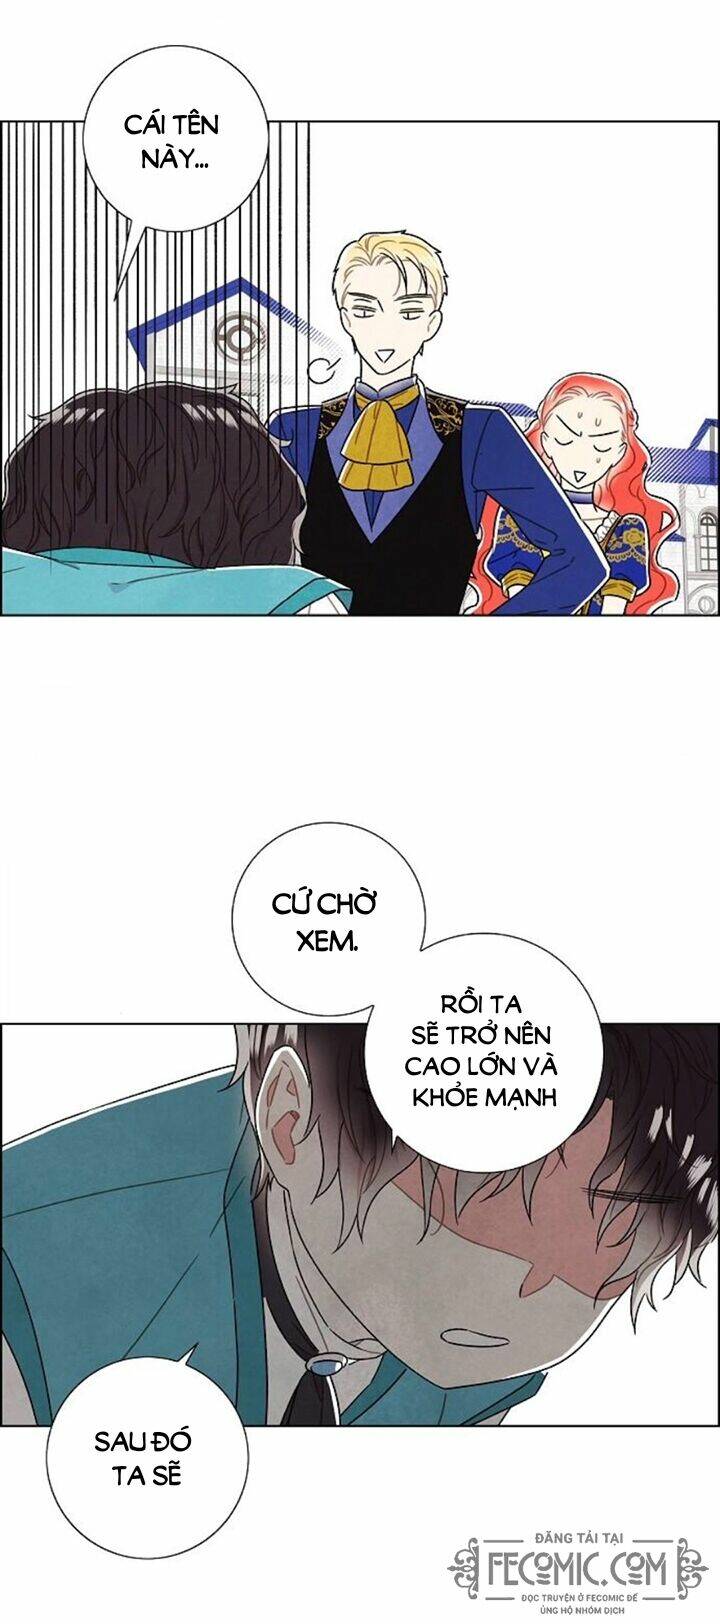 CÁI TÊN
NÀY...
CỨ CHỜ
XEM.
RỒI TA
SẼ TRỞ NÊN
CAO LỚN VÀ
KHỎE MẠNH
SAU ĐÓ
TA SẼ
ĐĂNG TẢI TẠI
FECOMIC.COM
ĐỌC TRUYỆN Ở FECOMIC ĐỂ
ỦNG HỘ NHÓM DỊCH